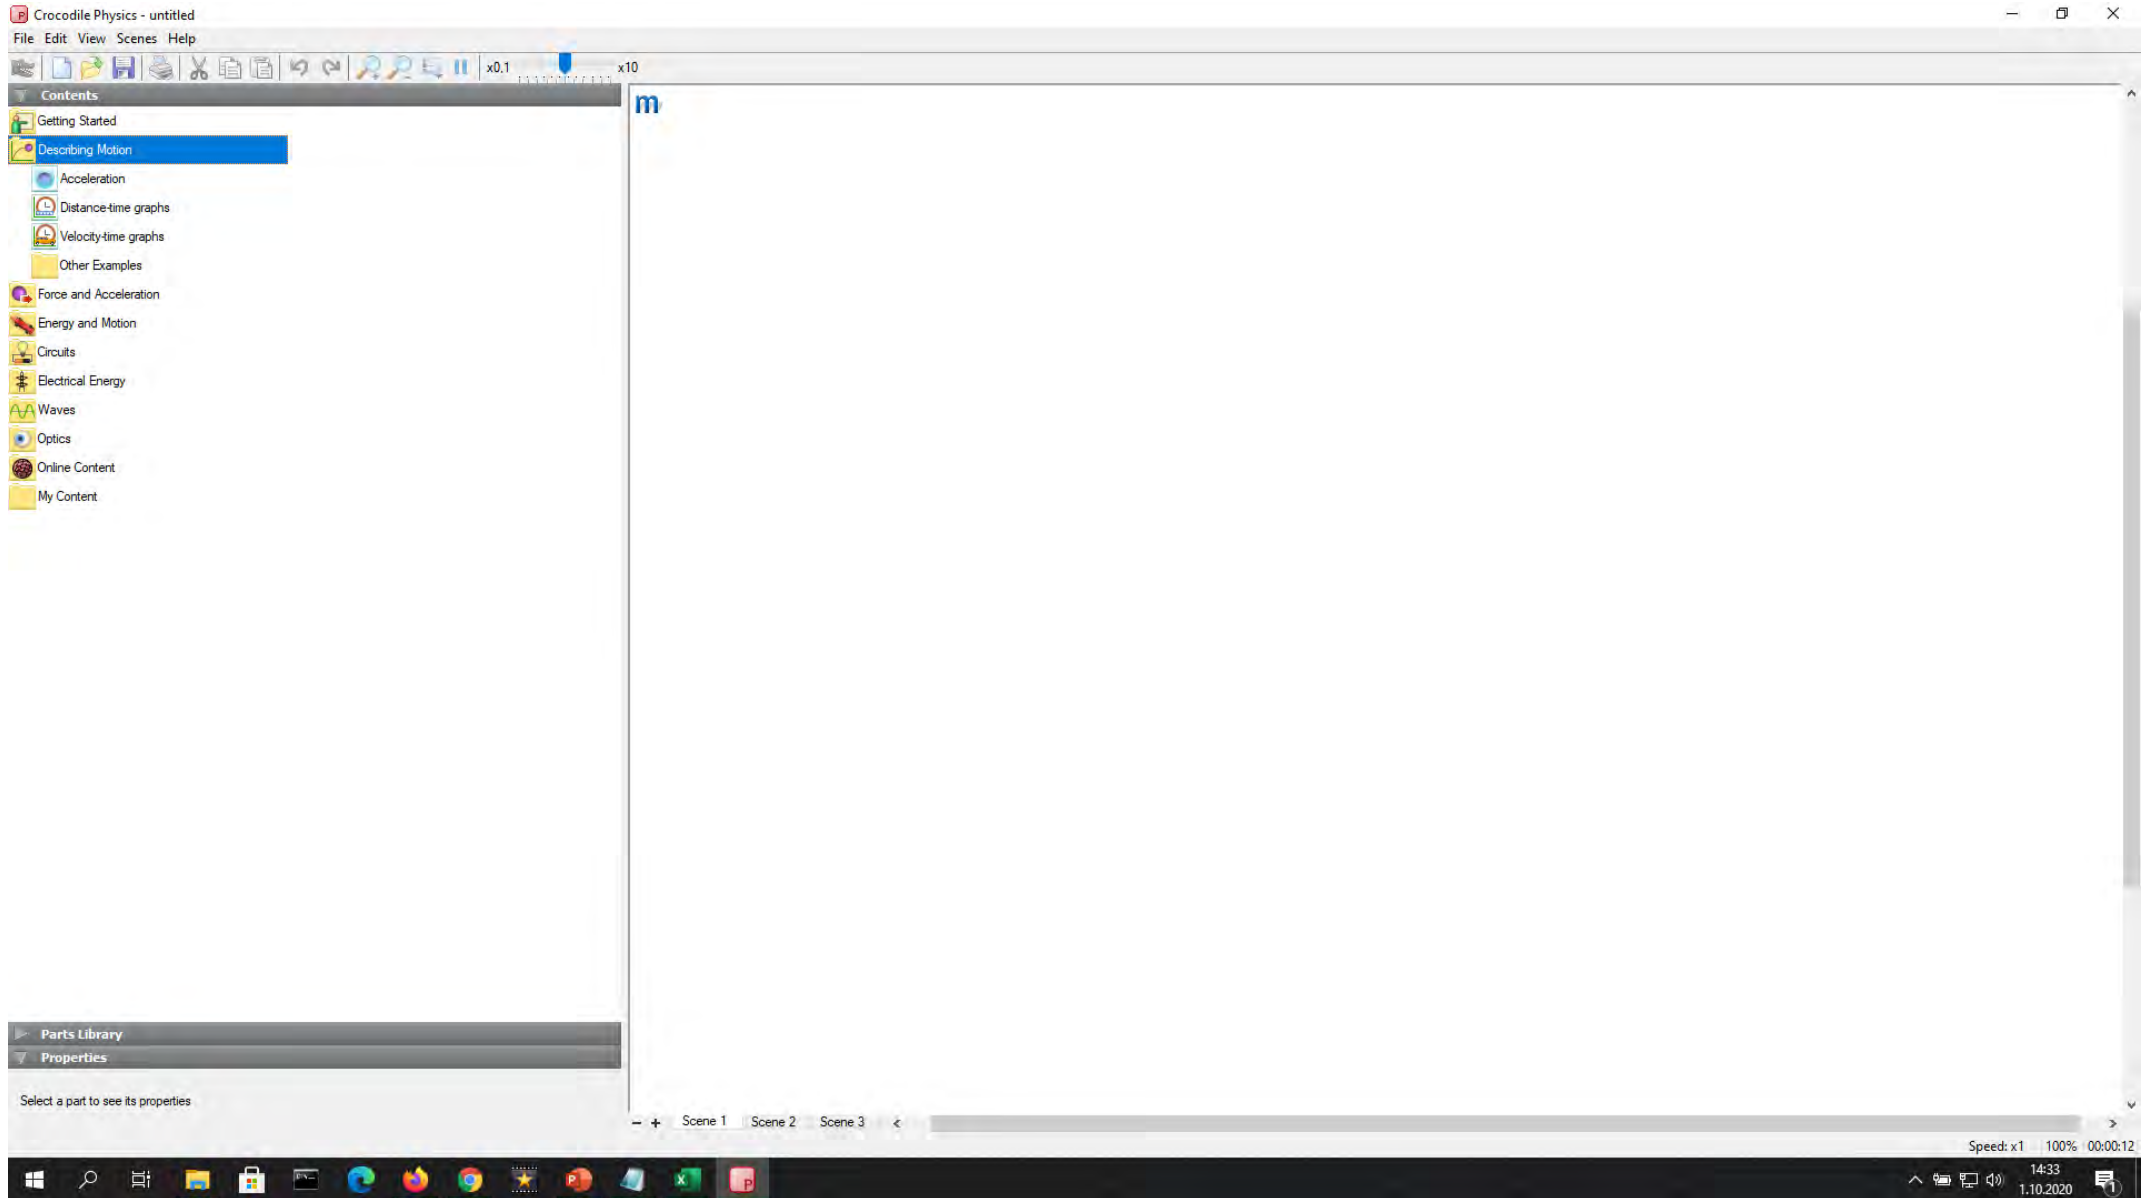 Crocodile Physics - untitled
File Edit View Scenes Help
x0.1 x10
Contents
Getting Started
Describing Motion
Acceleration
Distance-time graphs
Velocity-time graphs
Other Examples
Force and Acceleration
Energy and Motion
Circuits
Electrical Energy
Waves
Optics
Online Content
My Content
m
Parts Library
Properties
Select a part to see its properties
Scene 1 Scene 2 Scene 3
Speed: x1 100% 00:00:12
14:33
1.10.2020